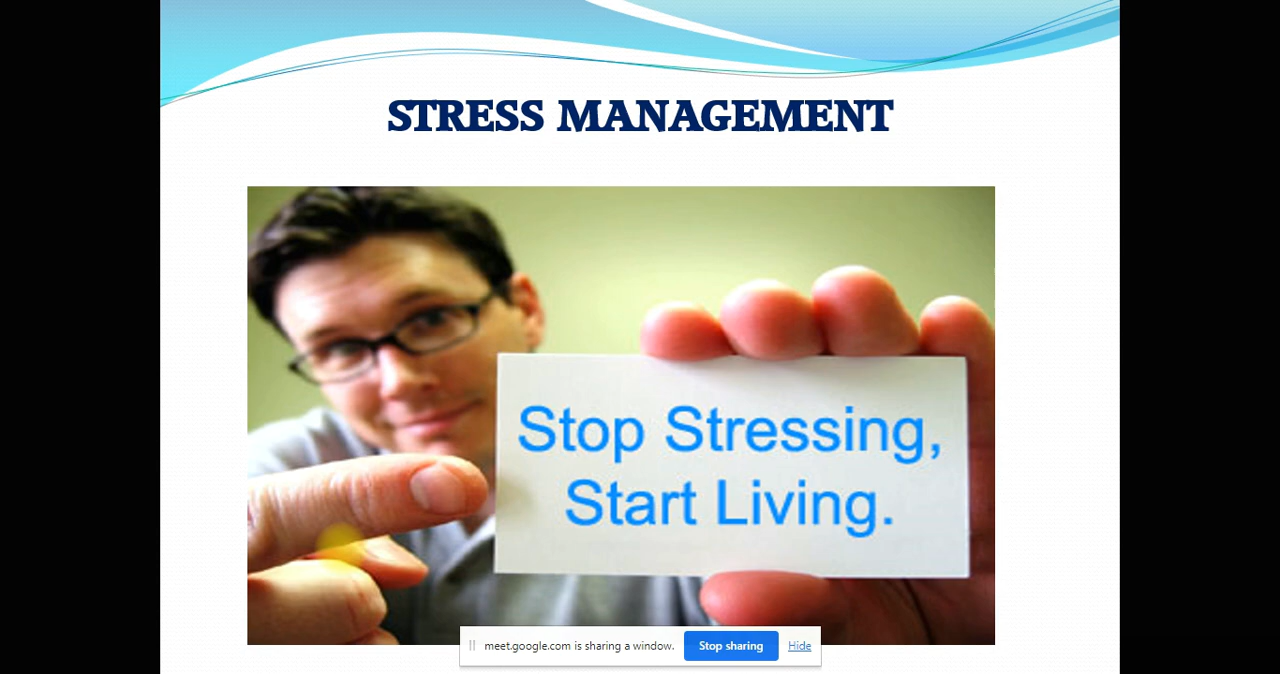 STRESS MANAGEMENT
Stop Stressing,
Start Living.
meet.google.com is sharing a window. Stop sharing Hide